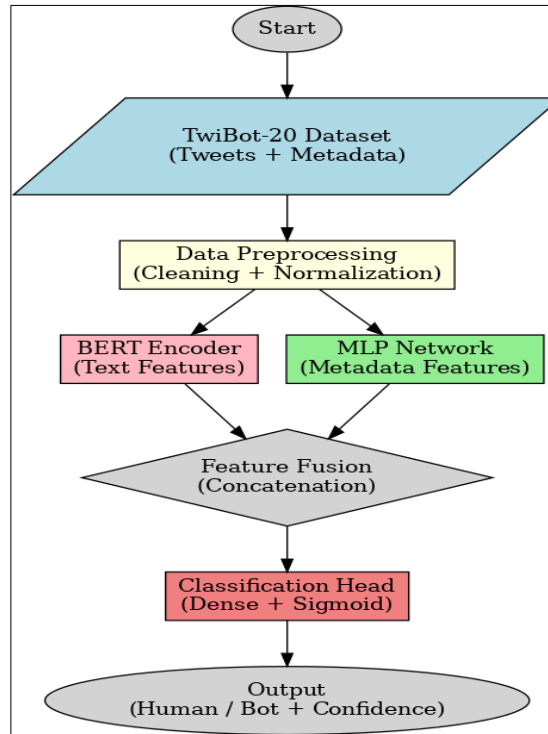 Start
TwiBot-20 Dataset
(Tweets + Metadata)
Data Preprocessing
(Cleaning + Normalization)
BERT Encoder
(Text Features)
MLP Network
(Metadata Features)
Feature Fusion
(Concatenation)
Classification Head
(Dense + Sigmoid)
Output
(Human / Bot + Confidence)